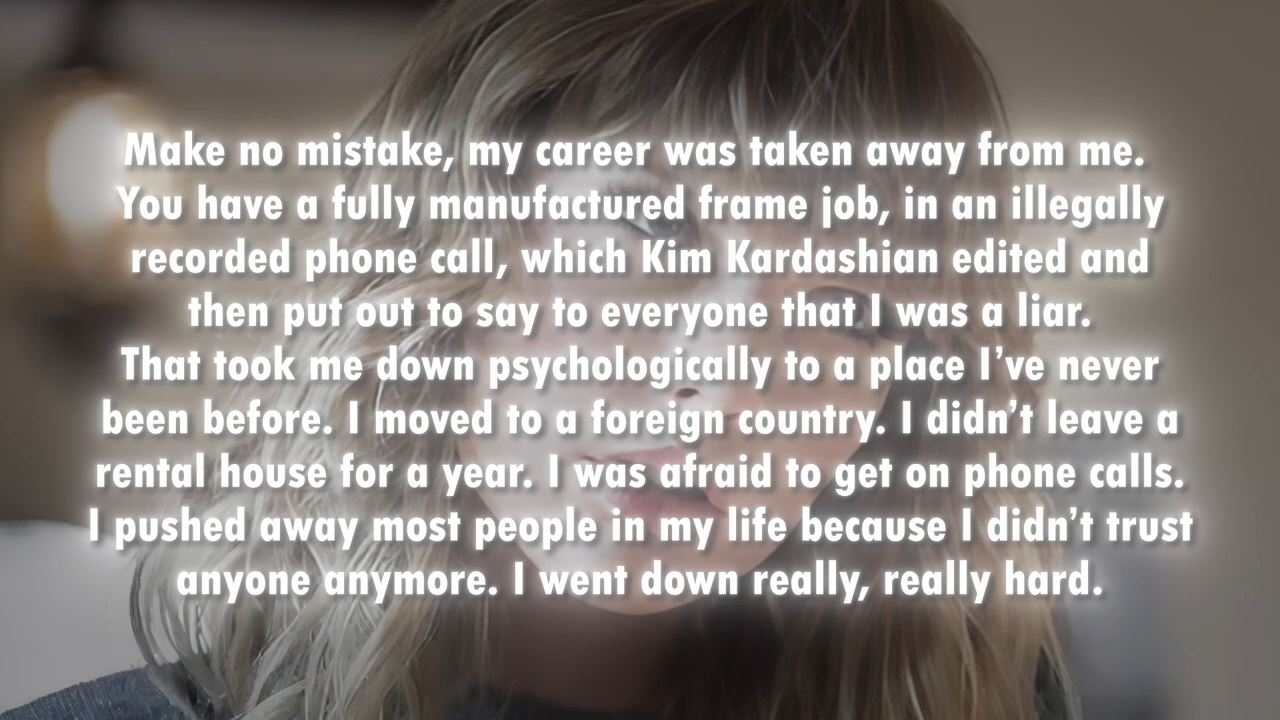 Make no mistake, my career was taken away from me.
You have a fully manufactured frame job, in an illegally
recorded phone call, which Kim Kardashian edited and
then put out to say to everyone that I was a liar.
That took me down psychologically to a place I’ve never
been before. I moved to a foreign country. I didn’t leave a
rental house for a year. I was afraid to get on phone calls.
I pushed away most people in my life because I didn’t trust
anyone anymore. I went down really, really hard.